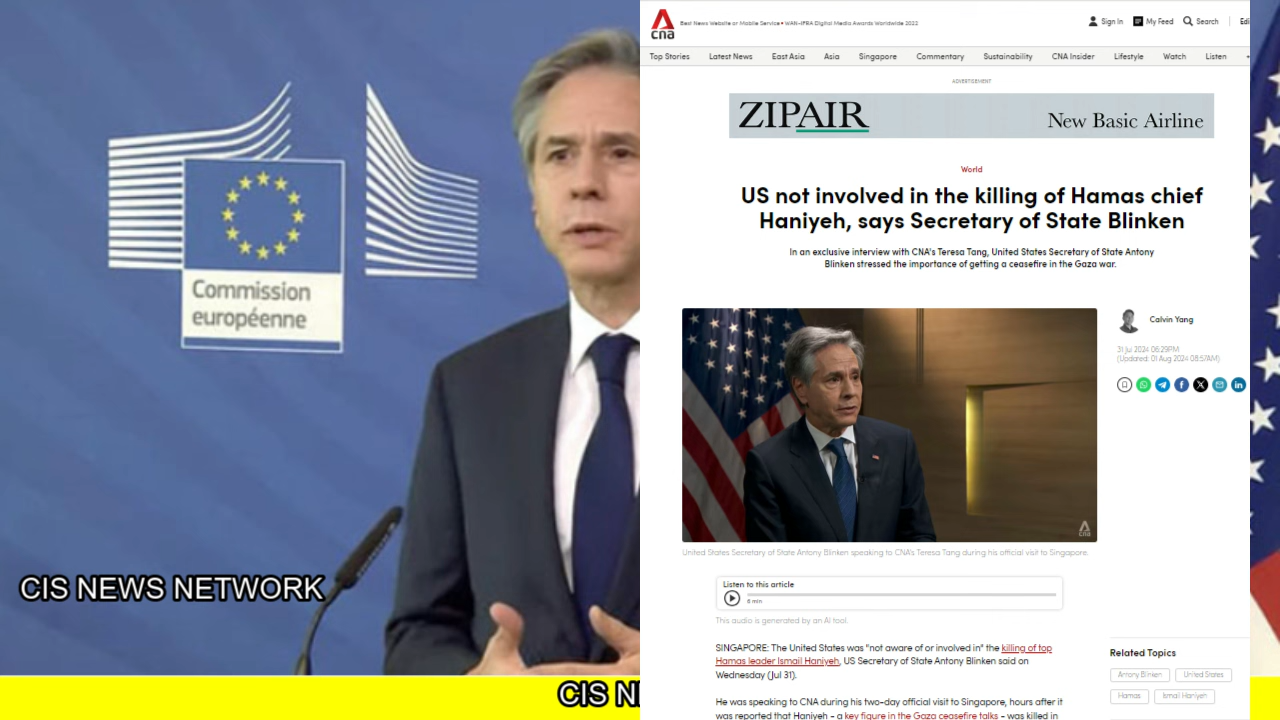 Commission
européenne
CIS NEWS NETWORK
CIS N
cna
Best News Website or Mobile Service • WAN-IFRA Digital Media Awards Worldwide 2022
Sign In
My Feed
Search
Edi
Top Stories
Latest News
East Asia
Asia
Singapore
Commentary
Sustainability
CNA Insider
Lifestyle
Watch
Listen
ADVERTISEMENT
ZIPAIR
New Basic Airline
World
US not involved in the killing of Hamas chief
Haniyeh, says Secretary of State Blinken
In an exclusive interview with CNA's Teresa Tang, United States Secretary of State Antony
Blinken stressed the importance of getting a ceasefire in the Gaza war.
cna
United States Secretary of State Antony Blinken speaking to CNA's Teresa Tang during his official visit to Singapore.
Calvin Yang
31 Jul 2024 06:29PM
(Updated: 01 Aug 2024 08:57AM)
Listen to this article
6 min
This audio is generated by an AI tool.
SINGAPORE: The United States was "not aware of or involved in" the killing of top
Hamas leader Ismail Haniyeh, US Secretary of State Antony Blinken said on
Wednesday (Jul 31).
He was speaking to CNA during his two-day official visit to Singapore, hours after it
was reported that Haniyeh - a key figure in the Gaza ceasefire talks - was killed in
Related Topics
Antony Blinken
United States
Hamas
Ismail Haniyeh